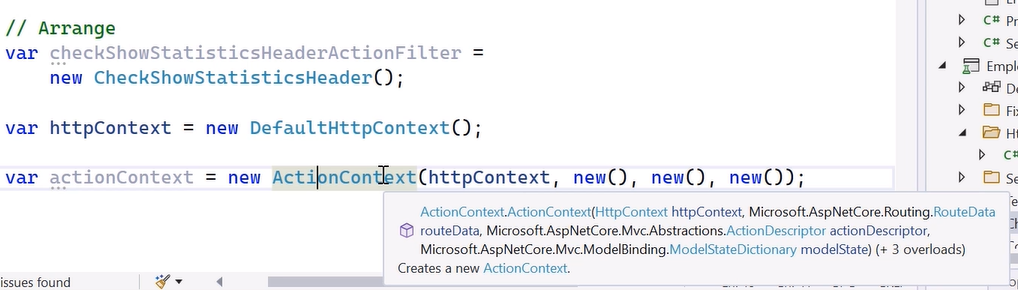 // Arrange
var checkShowStatisticsHeaderActionFilter =
new CheckShowStatisticsHeader();
var httpContext = new DefaultHttpContext();
var actionContext = new ActionContext(httpContext, new(), new(), new());
ActionContext.ActionContext(HttpContext httpContext, Microsoft.AspNetCore.Routing.RouteData
routeData, Microsoft.AspNetCore.Mvc.Abstractions.ActionDescriptor actionDescriptor,
Microsoft.AspNetCore.Mvc.ModelBinding.ModelStateDictionary modelState) (+ 3 overloads)
Creates a new ActionContext.
issues found
C# Pr
C# Se
Empl
De
Fix
Ht
C#
Se